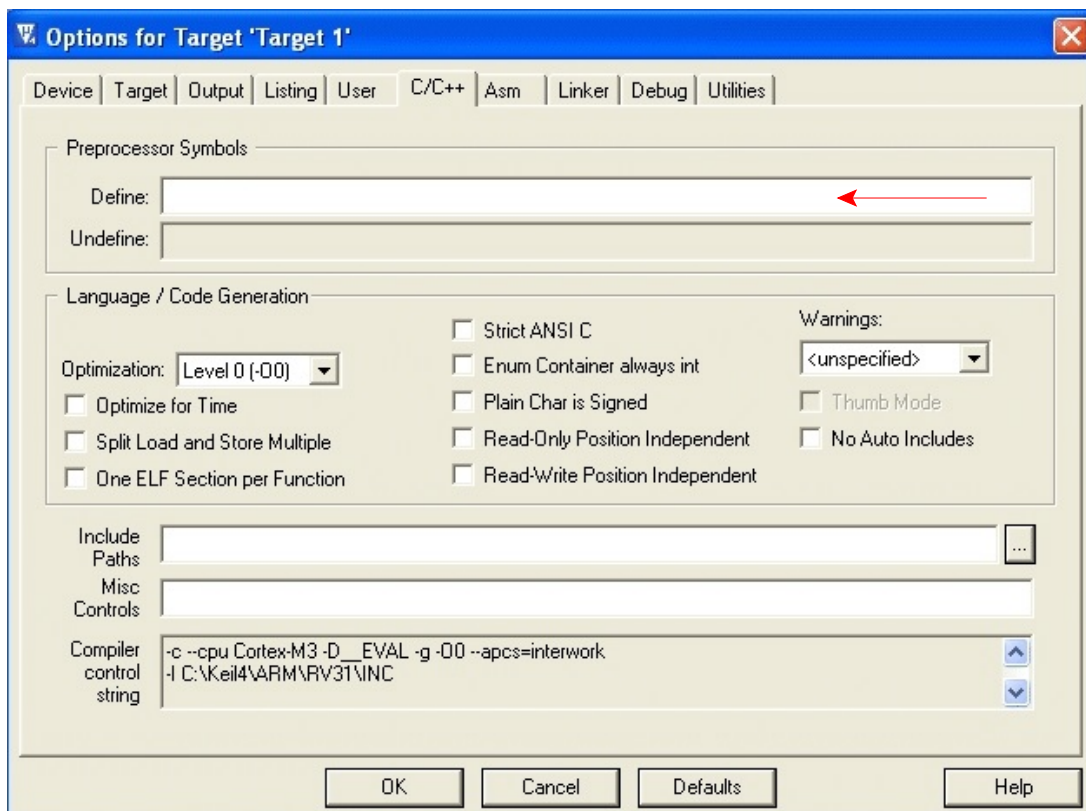 Options for Target 'Target 1'
Device Target Output Listing User C/C++ Asm Linker Debug Utilities
Preprocessor Symbols
Define:
Undefine:
Language / Code Generation
Strict ANSI C
Warnings:
Optimization: Level 0 (-O0)
Enum Container always int
<unspecified>
Optimize for Time
Plain Char is Signed
Thumb Mode
Split Load and Store Multiple
Read-Only Position Independent
No Auto Includes
One ELF Section per Function
Read-Write Position Independent
Include
Paths
...
Misc
Controls
Compiler
control
string
-c --cpu Cortex-M3 -D__EVAL -g -O0 --apcs=interwork
-I C:\Keil4\ARM\RV31\INC
OK Cancel Defaults Help